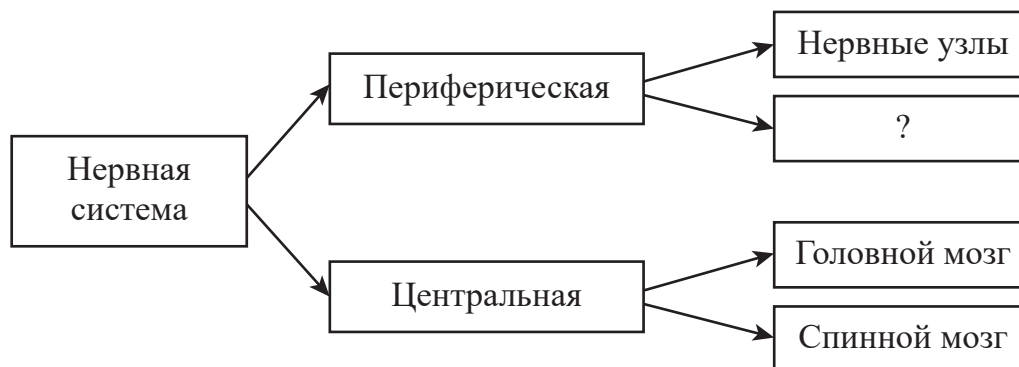 Нервная
система
Периферическая
Центральная
Нервные узлы
?
Головной мозг
Спинной мозг